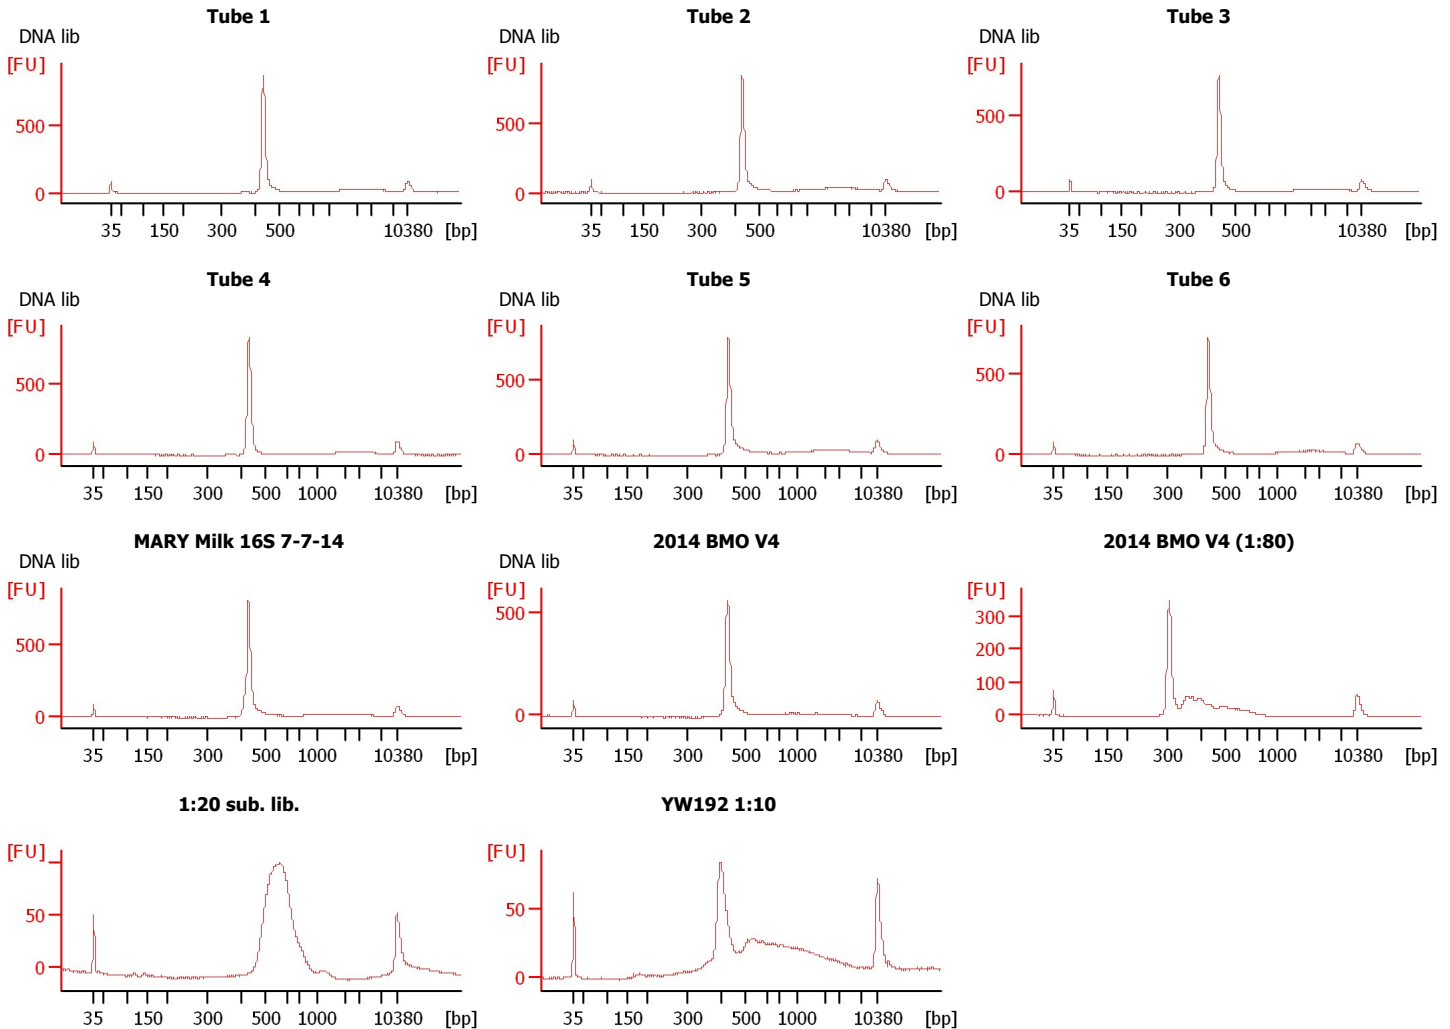 Tube 1
DNA lib
[FU]
500
0
35 150 300 500 10380 [bp]
Tube 2
DNA lib
[FU]
500
0
35 150 300 500 10380 [bp]
Tube 3
DNA lib
[FU]
500
0
35 150 300 500 10380 [bp]
Tube 4
DNA lib
[FU]
500
0
35 150 300 500 1000 10380 [bp]
Tube 5
DNA lib
[FU]
500
0
35 150 300 500 1000 10380 [bp]
Tube 6
DNA lib
[FU]
500
0
35 150 300 500 1000 10380 [bp]
MARY Milk 16S 7-7-14
DNA lib
[FU]
500
0
35 150 300 500 1000 10380 [bp]
2014 BMO V4
DNA lib
[FU]
500
0
35 150 300 500 1000 10380 [bp]
2014 BMO V4 (1:80)
[FU]
300
200
100
0
35 150 300 500 1000 10380 [bp]
1:20 sub. lib.
[FU]
50
0
35 150 300 500 1000 10380 [bp]
YW192 1:10
[FU]
50
0
35 150 300 500 1000 10380 [bp]